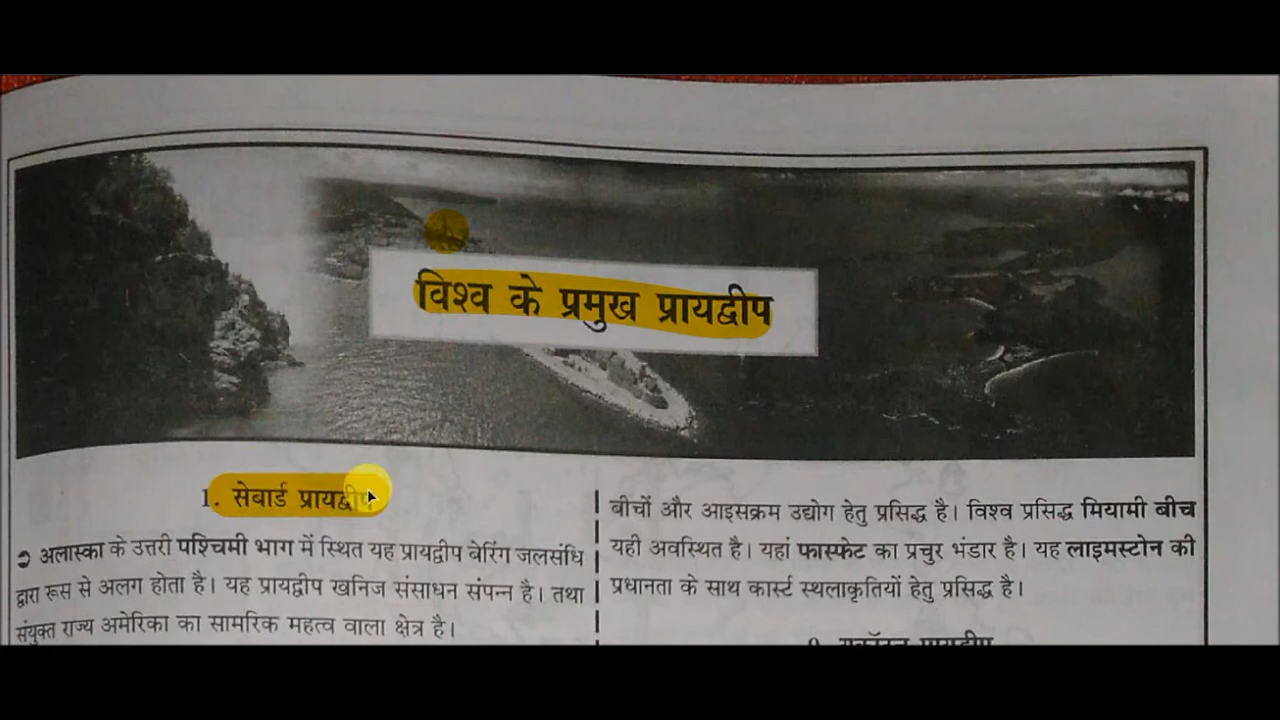 विश्व के प्रमुख प्रायद्वीप
1. सेबार्ड प्रायद्वीप
अलास्का के उत्तरी पश्चिमी भाग में स्थित यह प्रायद्वीप बेरिंग जलसंधि
द्वारा रूस से अलग होता है। यह प्रायद्वीप खनिज संसाधन संपन्न है। तथा
संयुक्त राज्य अमेरिका का सामरिक महत्व वाला क्षेत्र है।
बीचों और आइसक्रम उद्योग हेतु प्रसिद्ध है। विश्व प्रसिद्ध मियामी बीच
यही अवस्थित है। यहां फास्फेट का प्रचुर भंडार है। यह लाइमस्टोन की
प्रधानता के साथ कार्स्ट स्थलाकृतियों हेतु प्रसिद्ध है।